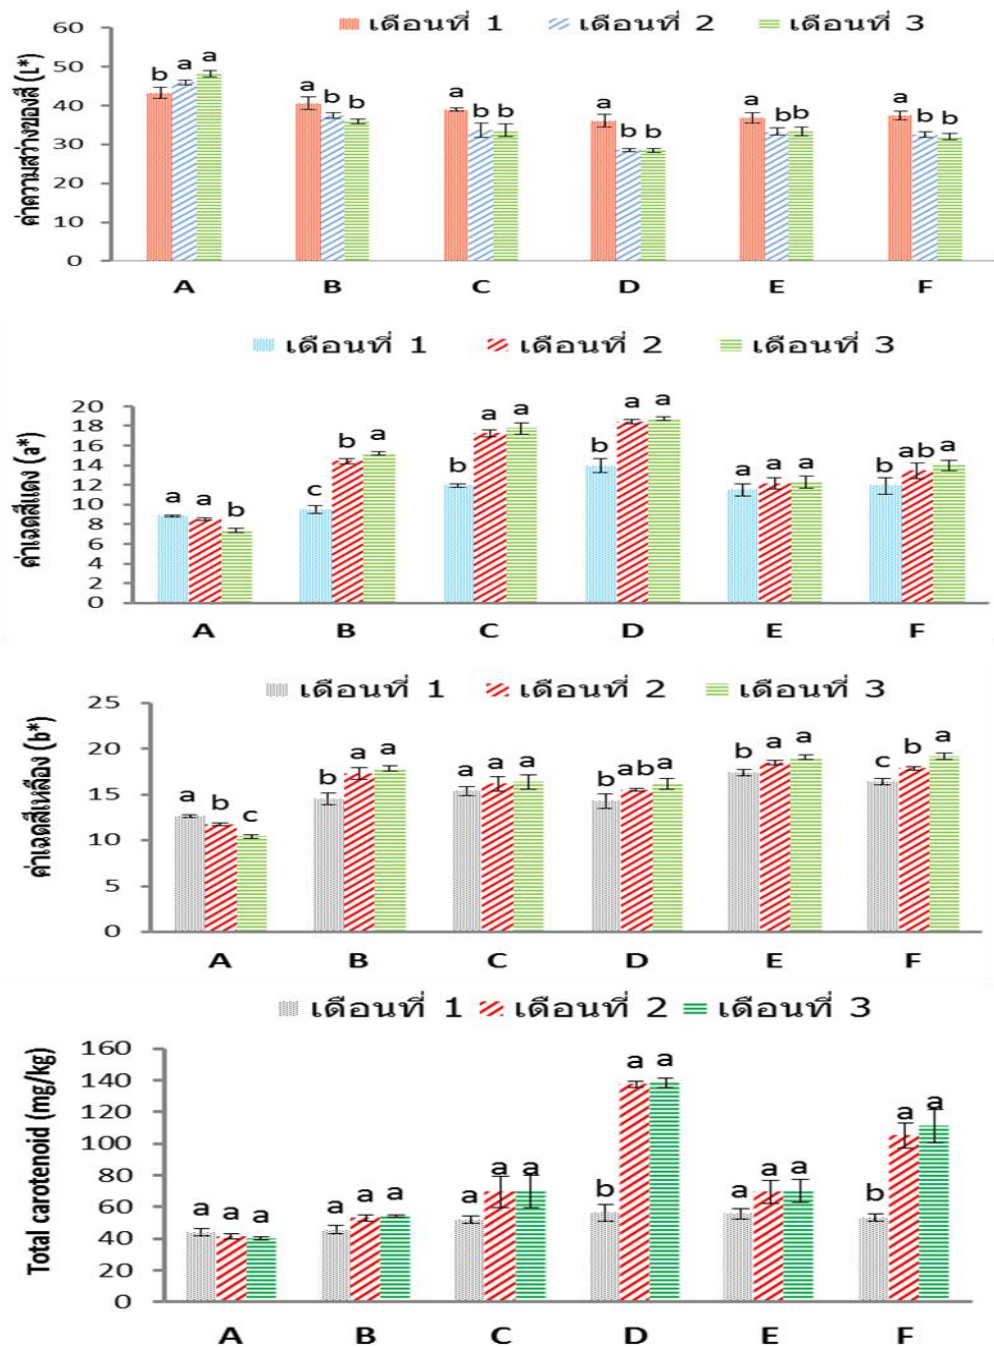 เดือนที่ 1 เดือนที่ 2 เดือนที่ 3
ค่าความสว่างของสี (L*)
60
50
40
30
20
10
0
b a a a b b a b b a b b a b b a b b
A B C D E F
เดือนที่ 1 เดือนที่ 2 เดือนที่ 3
ค่าเฉดสีแดง (a*)
20
18
16
14
12
10
8
6
4
2
0
a a b c b a b a a b a a a a a b ab a
A B C D E F
เดือนที่ 1 เดือนที่ 2 เดือนที่ 3
ค่าเฉดสีเหลือง (b*)
25
20
15
10
5
0
a b c b a a a a a b ab a b a a c b a
A B C D E F
เดือนที่ 1 เดือนที่ 2 เดือนที่ 3
Total carotenoid (mg/kg)
160
140
120
100
80
60
40
20
0
a a a a a a a a a b a a a a a b a a
A B C D E F